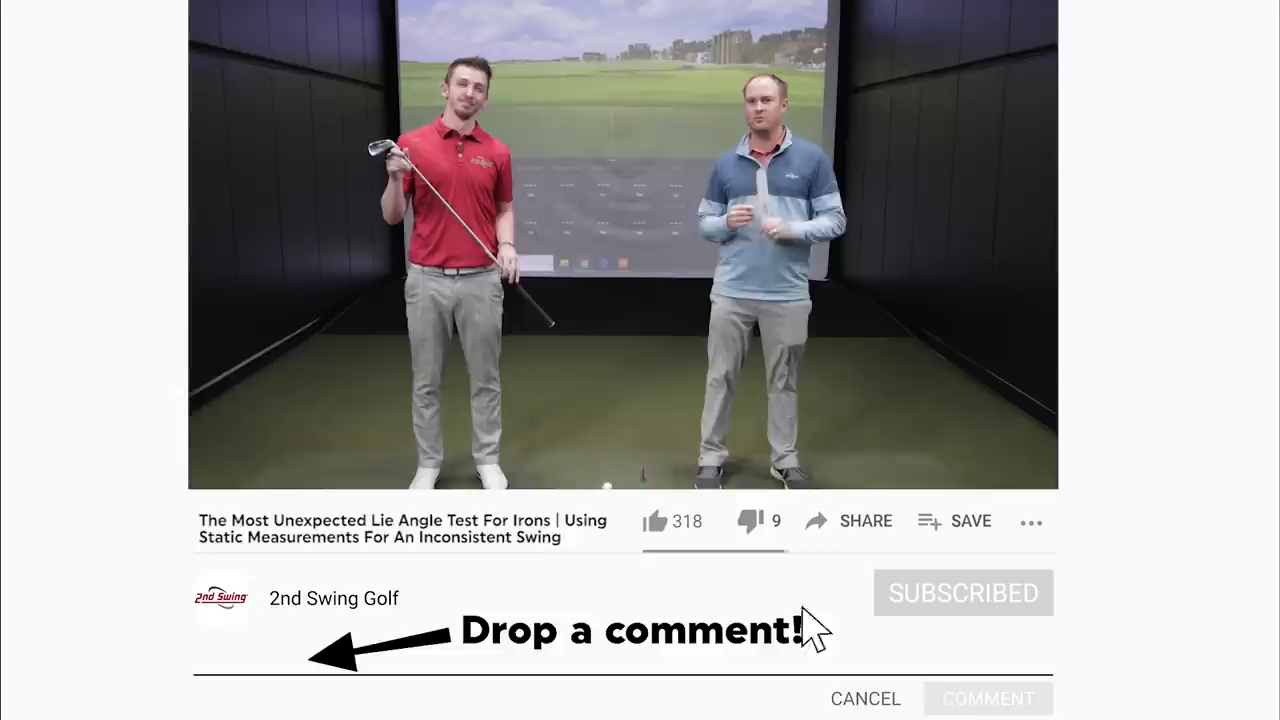 The Most Unexpected Lie Angle Test For Irons | Using
Static Measurements For An Inconsistent Swing
318
9
SHARE
SAVE
2nd Swing
2nd Swing Golf
SUBSCRIBED
Drop a comment!
CANCEL
COMMENT